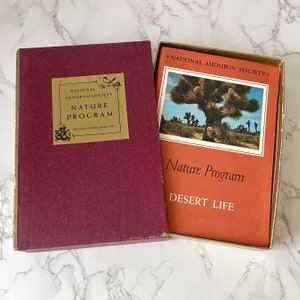 NATIONAL
AUDUBON SOCIETY
NATURE
PROGRAM
NATIONAL AUDUBON SOCIETY
Nature Program
DESERT LIFE